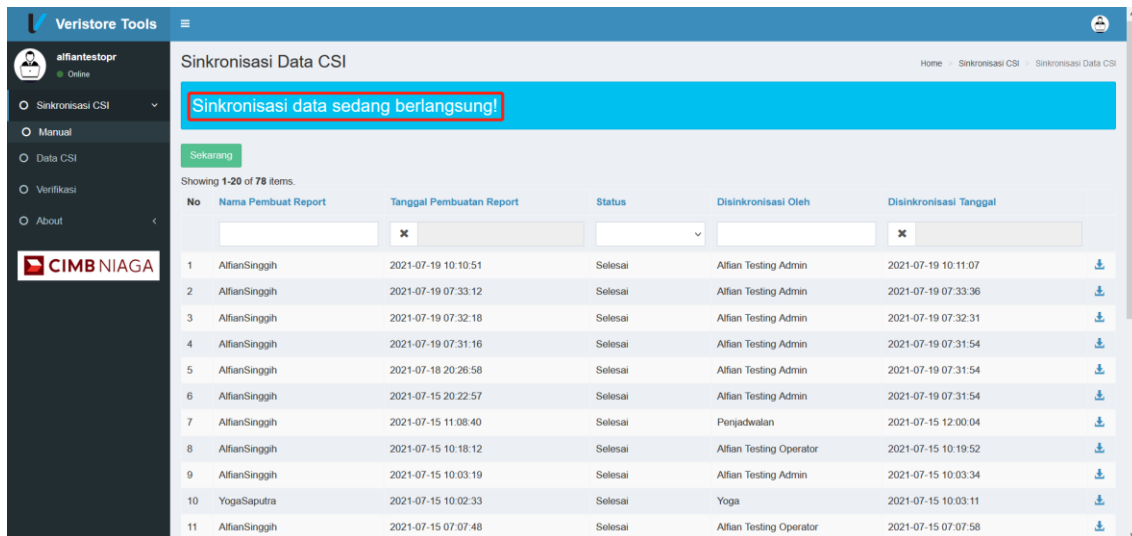 Veristore Tools
alfiantestopr
Online
Sinkronisasi CSI
Manual
Data CSI
Verifikasi
About
CIMB NIAGA
Sinkronisasi Data CSI
Home > Sinkronisasi CSI > Sinkronisasi Data CSI
Sinkronisasi data sedang berlangsung!
Sekarang
Showing 1-20 of 78 items.
No Nama Pembuat Report Tanggal Pembuatan Report Status Disinkronisasi Oleh Disinkronisasi Tanggal
1 AlfianSinggih 2021-07-19 10:10:51 Selesai Alfian Testing Admin 2021-07-19 10:11:07
2 AlfianSinggih 2021-07-19 07:33:12 Selesai Alfian Testing Admin 2021-07-19 07:33:36
3 AlfianSinggih 2021-07-19 07:32:18 Selesai Alfian Testing Admin 2021-07-19 07:32:31
4 AlfianSinggih 2021-07-19 07:31:16 Selesai Alfian Testing Admin 2021-07-19 07:31:54
5 AlfianSinggih 2021-07-18 20:26:58 Selesai Alfian Testing Admin 2021-07-19 07:31:54
6 AlfianSinggih 2021-07-15 20:22:57 Selesai Alfian Testing Admin 2021-07-19 07:31:54
7 AlfianSinggih 2021-07-15 11:08:40 Selesai Penjadwalan 2021-07-15 12:00:04
8 AlfianSinggih 2021-07-15 10:18:12 Selesai Alfian Testing Operator 2021-07-15 10:19:52
9 AlfianSinggih 2021-07-15 10:03:19 Selesai Alfian Testing Admin 2021-07-15 10:03:34
10 YogaSaputra 2021-07-15 10:02:33 Selesai Yoga 2021-07-15 10:03:11
11 AlfianSinggih 2021-07-15 07:07:48 Selesai Alfian Testing Operator 2021-07-15 07:07:58